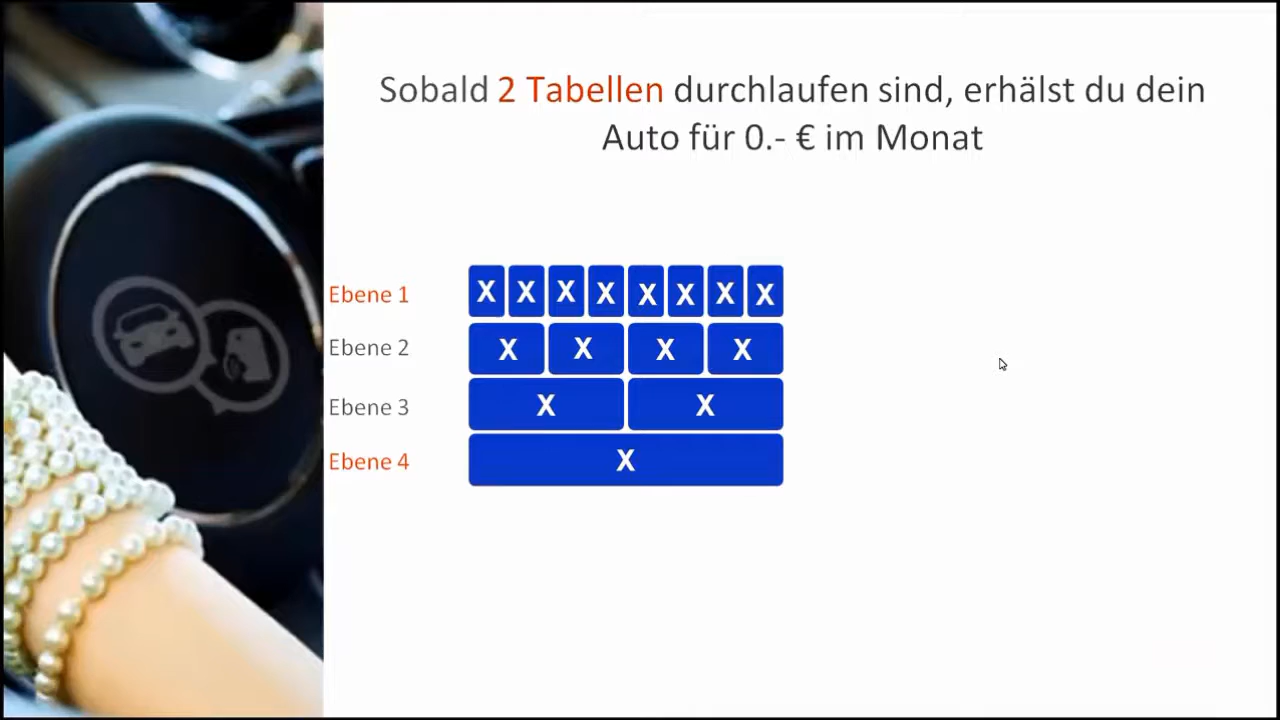 Sobald 2 Tabellen durchlaufen sind, erhälst du dein
Auto für 0.- € im Monat
Ebene 1 X X X X X X X X
Ebene 2 X X X X
Ebene 3 X X
Ebene 4 X